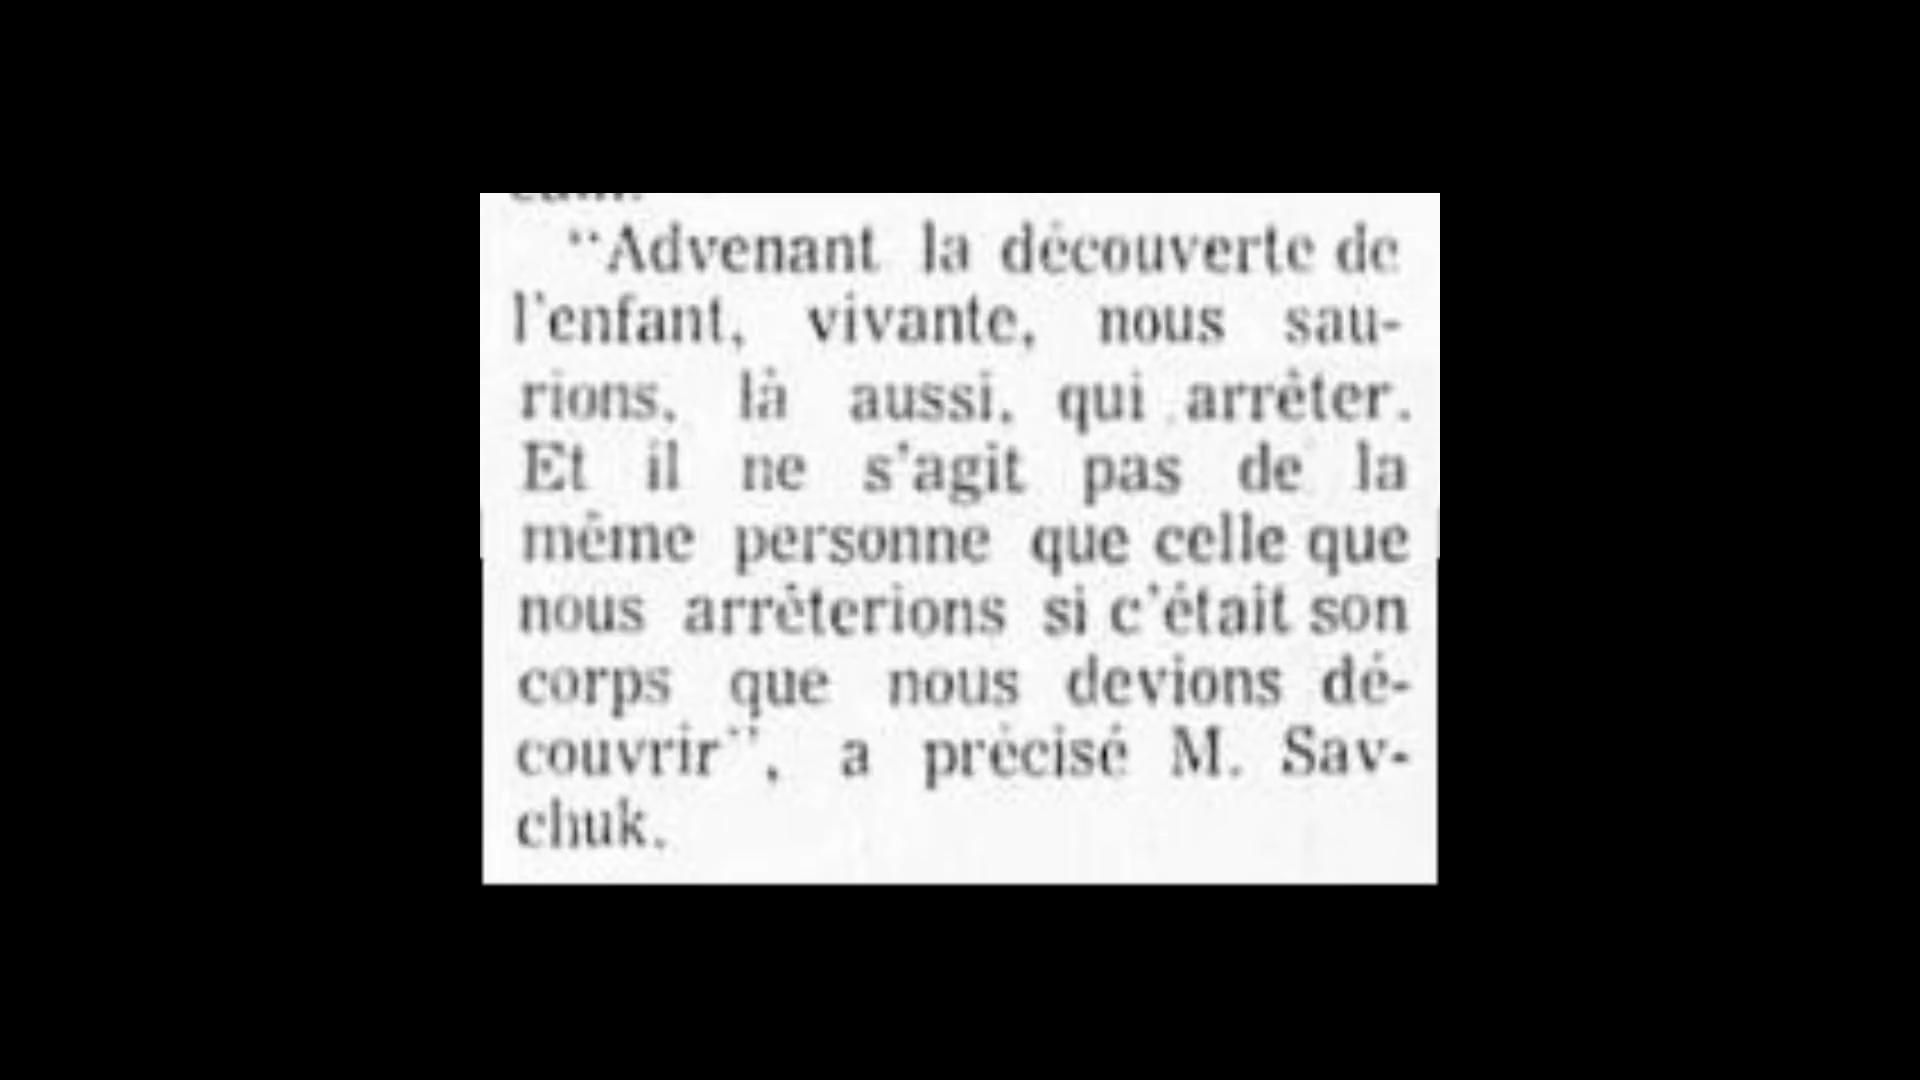 "Advenant la découverte de
l'enfant, vivante, nous sau-
rions, là aussi, qui arrêter.
Et il ne s'agit pas de la
même personne que celle que
nous arrêterions si c'était son
corps que nous devions dé-
couvrir", a précisé M. Sav-
chuk.